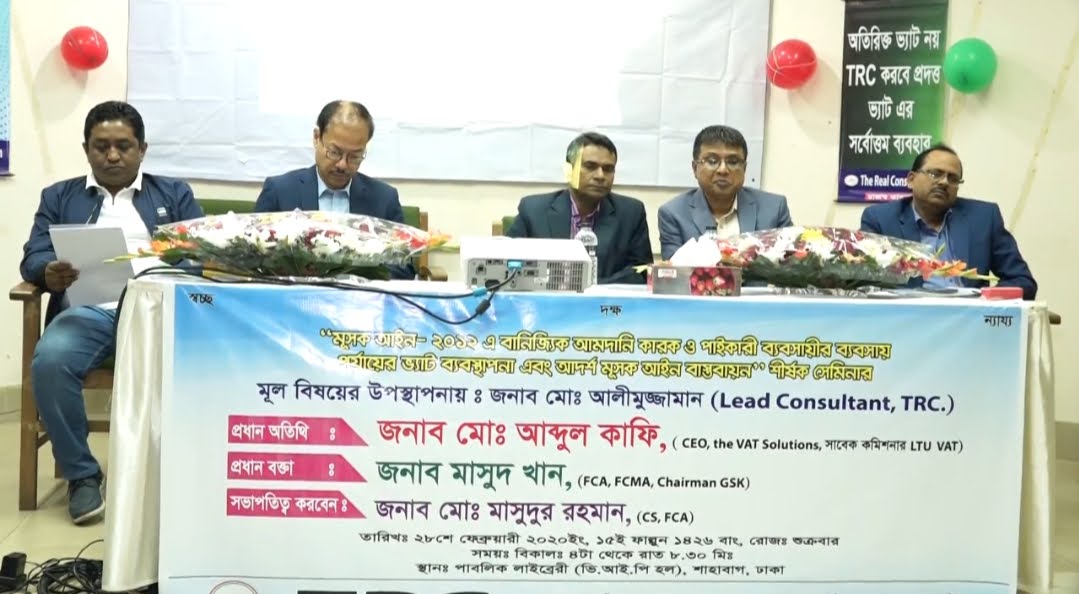 অতিরিক্ত ভ্যাট নয়
TRC করবে প্রদত্ত
ভ্যাট এর
সর্বোত্তম ব্যবহার
The Real Cons
স্বচ্ছ
দক্ষ
ন্যায্য
“মুসক আইন- ২০১২ এ বানিজ্যিক আমদানি কারক ও পাইকারী ব্যবসায়ীর ব্যবসায়
পর্যায়ের ভ্যাট ব্যবস্থাপনা এবং আদর্শ মুসক আইন বাস্তবায়ন” শীর্ষক সেমিনার
মূল বিষয়ের উপস্থাপনায় ঃ জনাব মোঃ আলীমুজ্জামান (Lead Consultant, TRC.)
প্রধান অতিথি ঃ জনাব মোঃ আব্দুল কাফি, ( CEO, the VAT Solutions, সাবেক কমিশনার LTU VAT)
প্রধান বক্তা ঃ জনাব মাসুদ খান, (FCA, FCMA, Chairman GSK)
সভাপতিত্ব করবেন ঃ জনাব মোঃ মাসুদুর রহমান, (CS, FCA)
তারিখঃ ২৮শে ফেব্রুয়ারী ২০২০ইং, ১৫ই ফাল্গুন ১৪২৬ বাং, রোজঃ শুক্রবার
সময়ঃ বিকালঃ ৪টা থেকে রাত ৮.৩০ মিঃ
স্থানঃ পাবলিক লাইব্রেরী (ভি.আই.পি হল), শাহাবাগ, ঢাকা